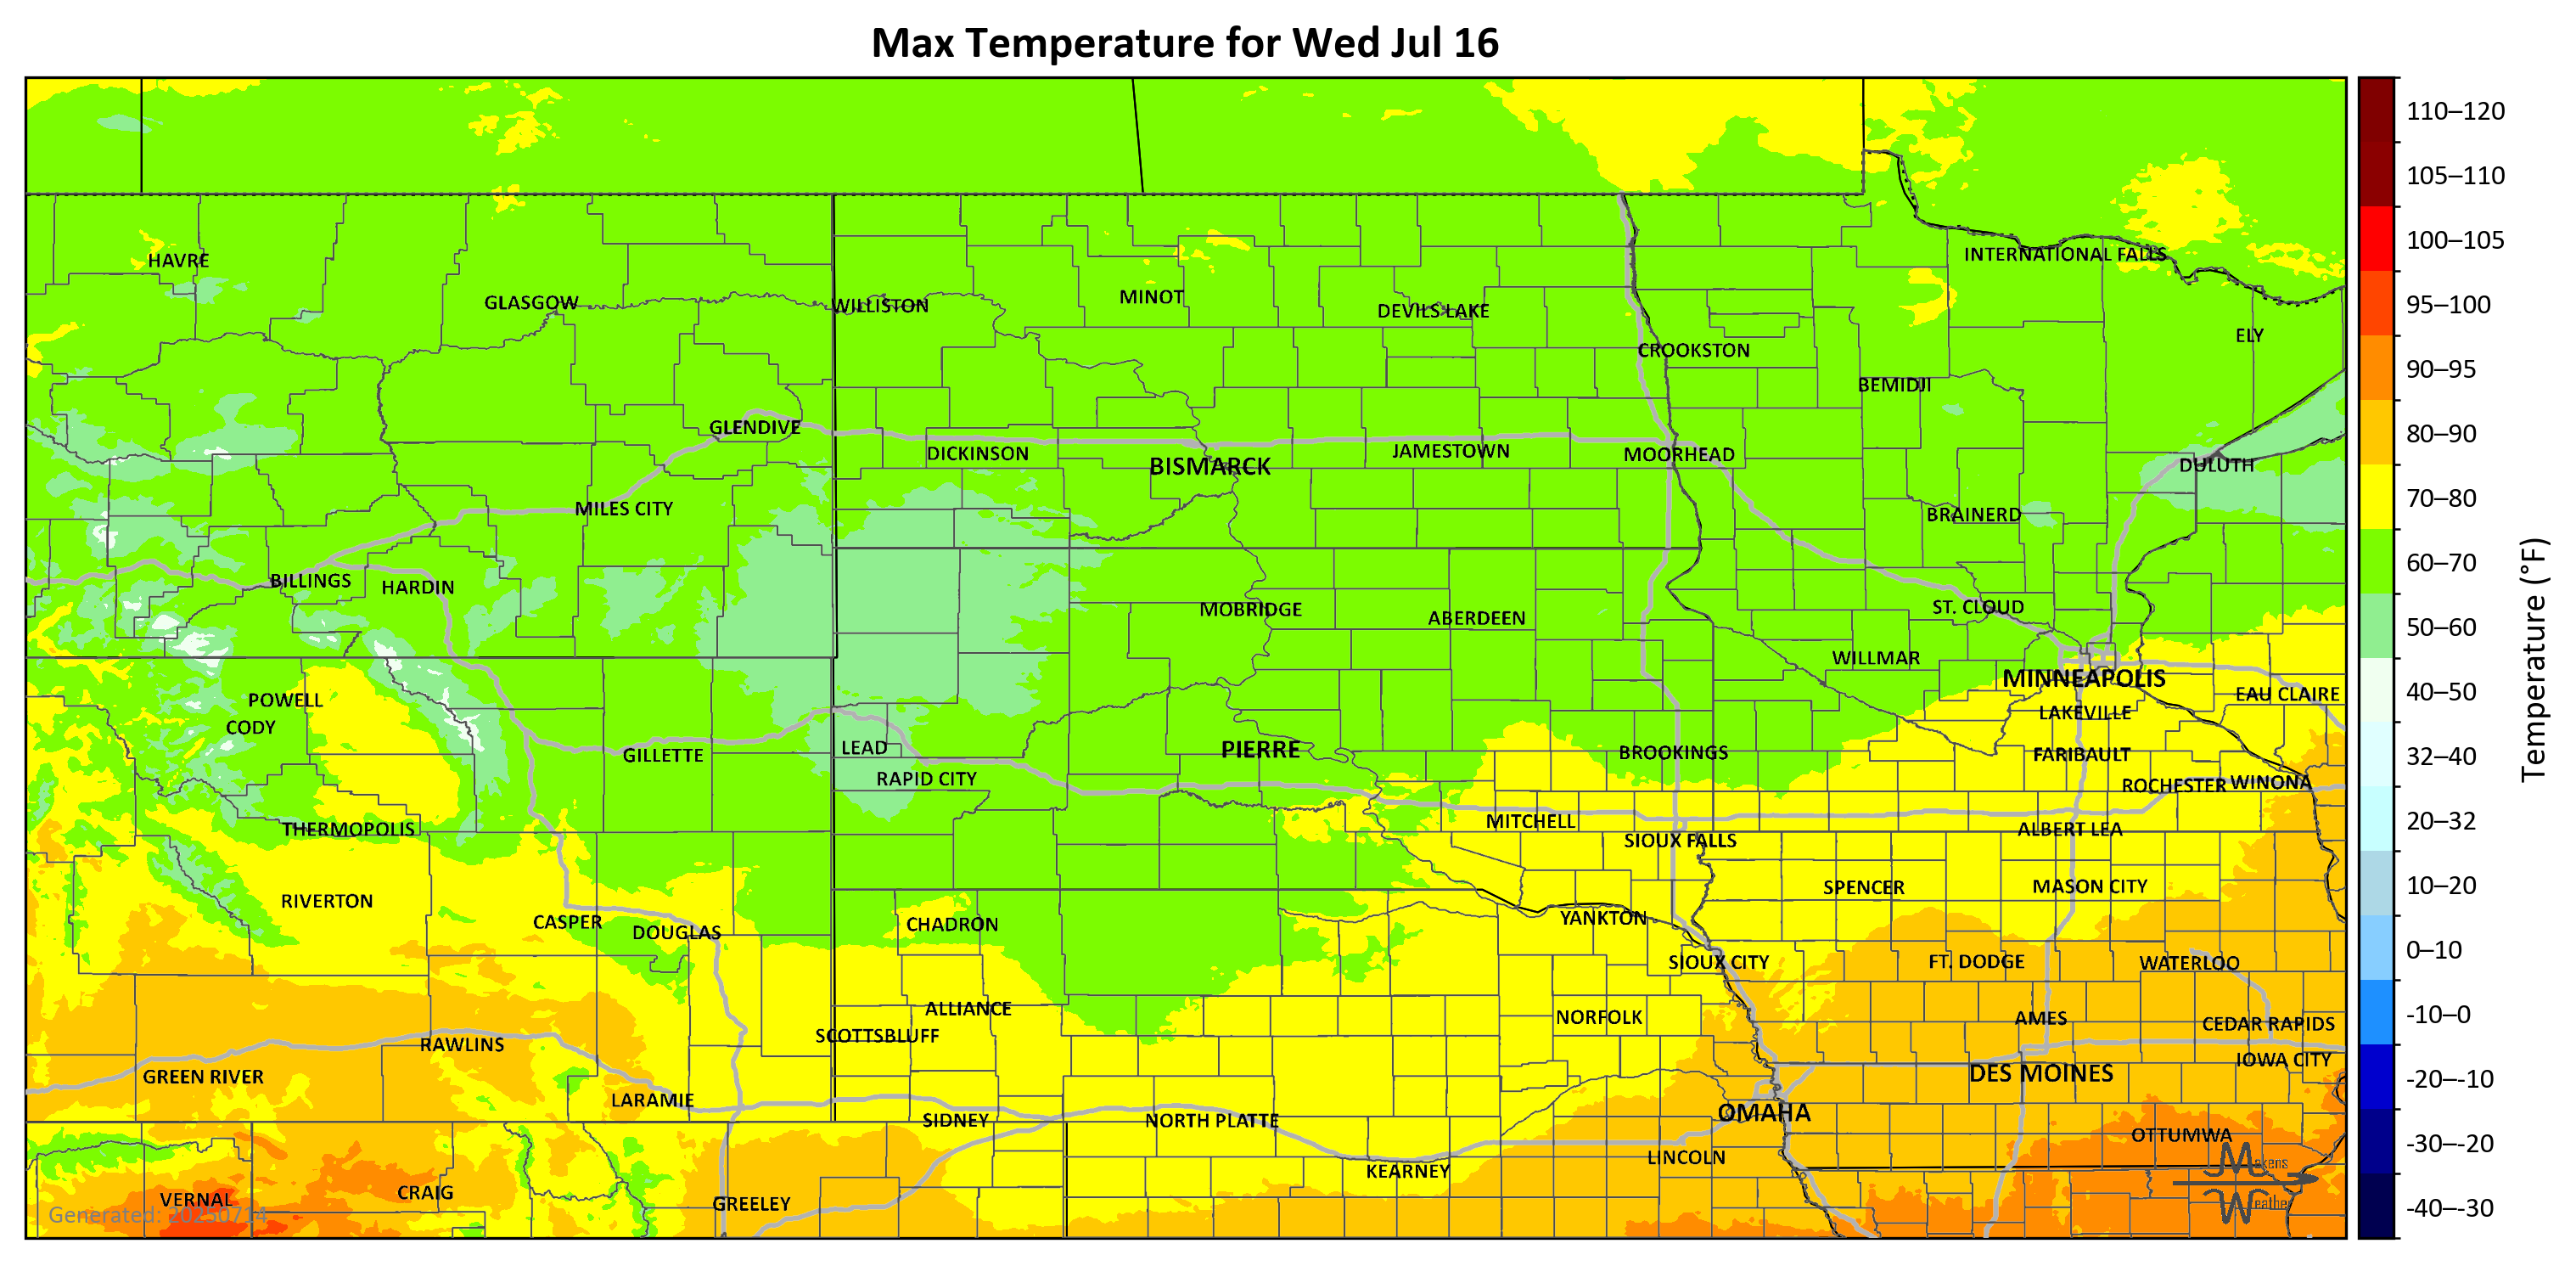 Max Temperature for Wed Jul 16
110–120
105–110
HAVRE
INTERNATIONAL FALLS
100–105
GLASGOW
WILLISTON
MINOT
DEVILS LAKE
95–100
ELY
CROOKSTON
90–95
BEMIDJI
GLENDIVE
80–90
DICKINSON
BISMARCK
JAMESTOWN
MOORHEAD
DULUTH
MILES CITY
BRAINERD
70–80
BILLINGS
HARDIN
60–70
MOBRIDGE
ABERDEEN
ST. CLOUD
50–60
WILLMAR
MINNEAPOLIS
Temperature (°F)
POWELL
EAU CLAIRE
40–50
CODY
LAKEVILLE
GILLETTE
LEAD
PIERRE
BROOKINGS
FARIBAULT
32–40
RAPID CITY
ROCHESTER
WINONA
THERMOPOLIS
MITCHELL
ALBERT LEA
20–32
SIOUX FALLS
RIVERTON
SPENCER
MASON CITY
10–20
CASPER
DOUGLAS
CHADRON
YANKTON
SIOUX CITY
FT. DODGE
WATERLOO
0–10
ALLIANCE
NORFOLK
AMES
CEDAR RAPIDS
-10–0
SCOTTSBLUFF
RAWLINS
IOWA CITY
GREEN RIVER
DES MOINES
-20–-10
LARAMIE
SIDNEY
NORTH PLATTE
OMAHA
OTTUMWA
-30–-20
KEARNEY
LINCOLN
Makens
VERNAL
CRAIG
GREELEY
Weather
-40–-30
Generated: 20250714